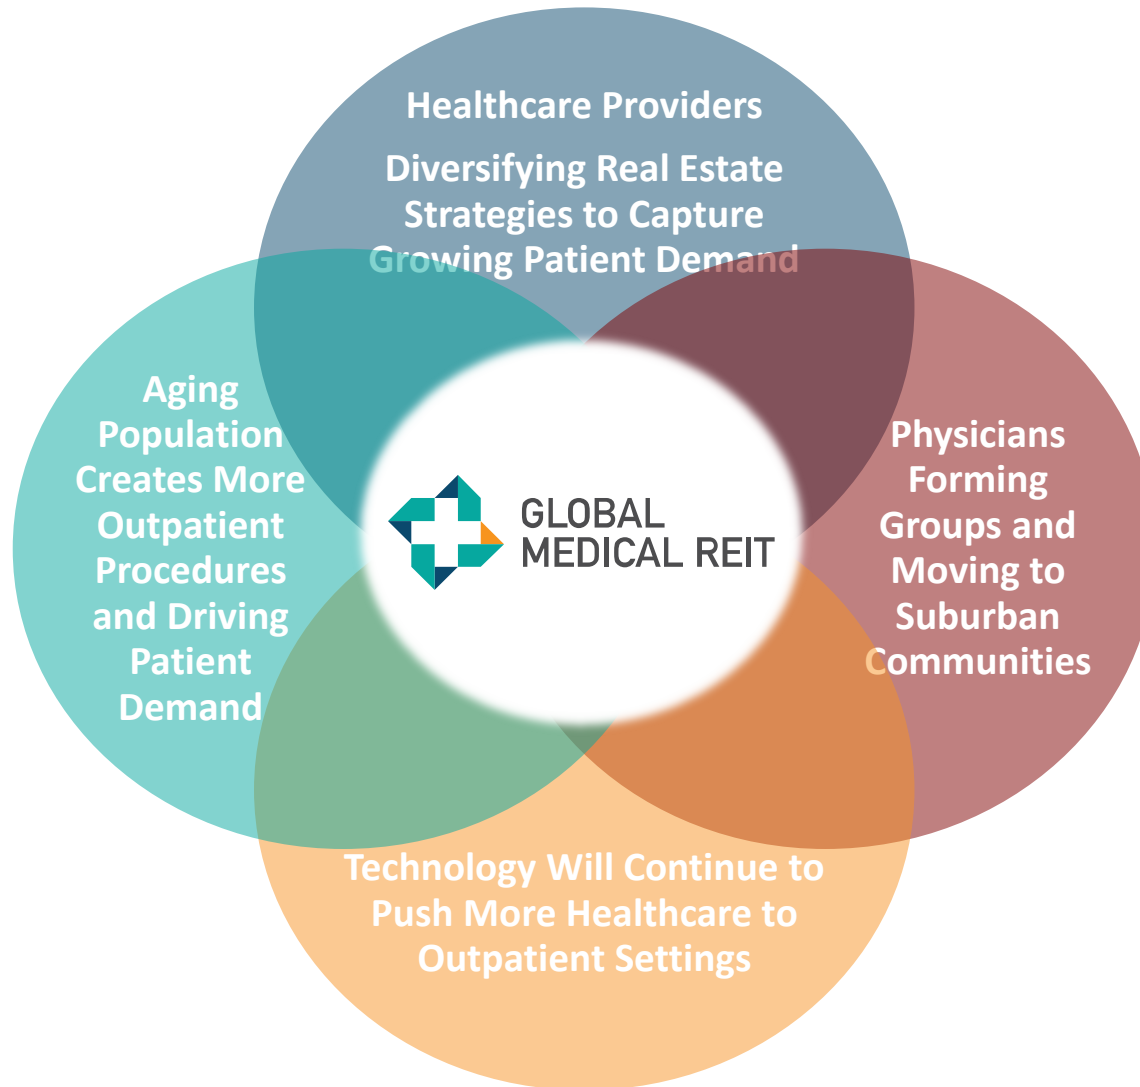 Healthcare Providers
Diversifying Real Estate
Strategies to Capture
Growing Patient Demand
Aging
Population
Creates More
Outpatient
Procedures
and Driving
Patient
Demand
GLOBAL
MEDICAL REIT
Physicians
Forming
Groups and
Moving to
Suburban
Communities
Technology Will Continue to
Push More Healthcare to
Outpatient Settings